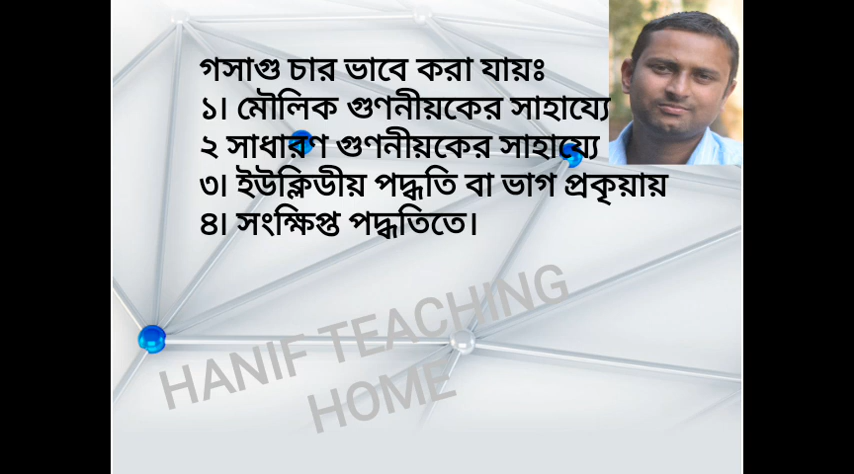 গসাগু চার ভাবে করা যায়ঃ
১। মৌলিক গুণনীয়কের সাহায্যে
২ সাধারণ গুণনীয়কের সাহায্যে
৩। ইউক্লিডীয় পদ্ধতি বা ভাগ প্রকৃয়ায়
৪। সংক্ষিপ্ত পদ্ধতিতে।
HANIF TEACHING
HOME